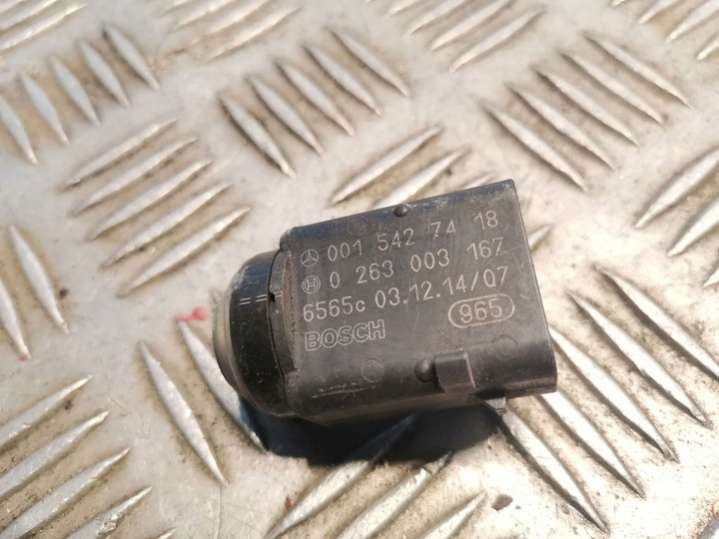 001 542 74 18
0 263 003 167
6565c 03.12.14/07
BOSCH 965